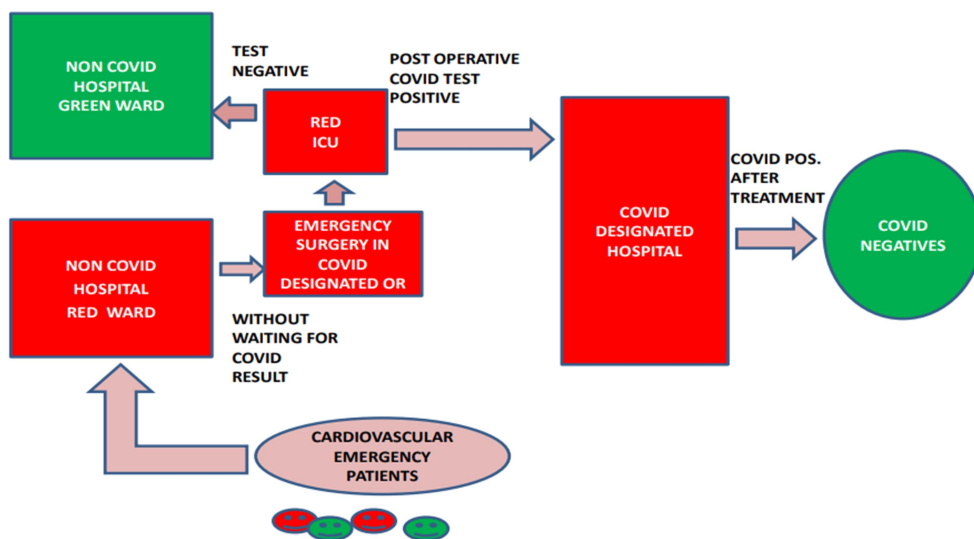 NON COVID
HOSPITAL
GREEN WARD
TEST
NEGATIVE
RED
ICU
POST OPERATIVE
COVID TEST
POSITIVE
COVID
DESIGNATED
HOSPITAL
COVID POS.
AFTER
TREATMENT
COVID
NEGATIVES
NON COVID
HOSPITAL
RED WARD
EMERGENCY
SURGERY IN
COVID
DESIGNATED OR
WITHOUT
WAITING FOR
COVID
RESULT
CARDIOVASCULAR
EMERGENCY
PATIENTS